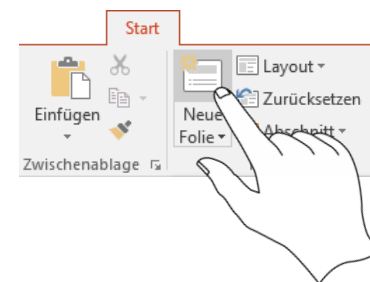 Start
Einfügen
Zwischenablage
Neue
Folie
Layout
Zurücksetzen
Abschnitt